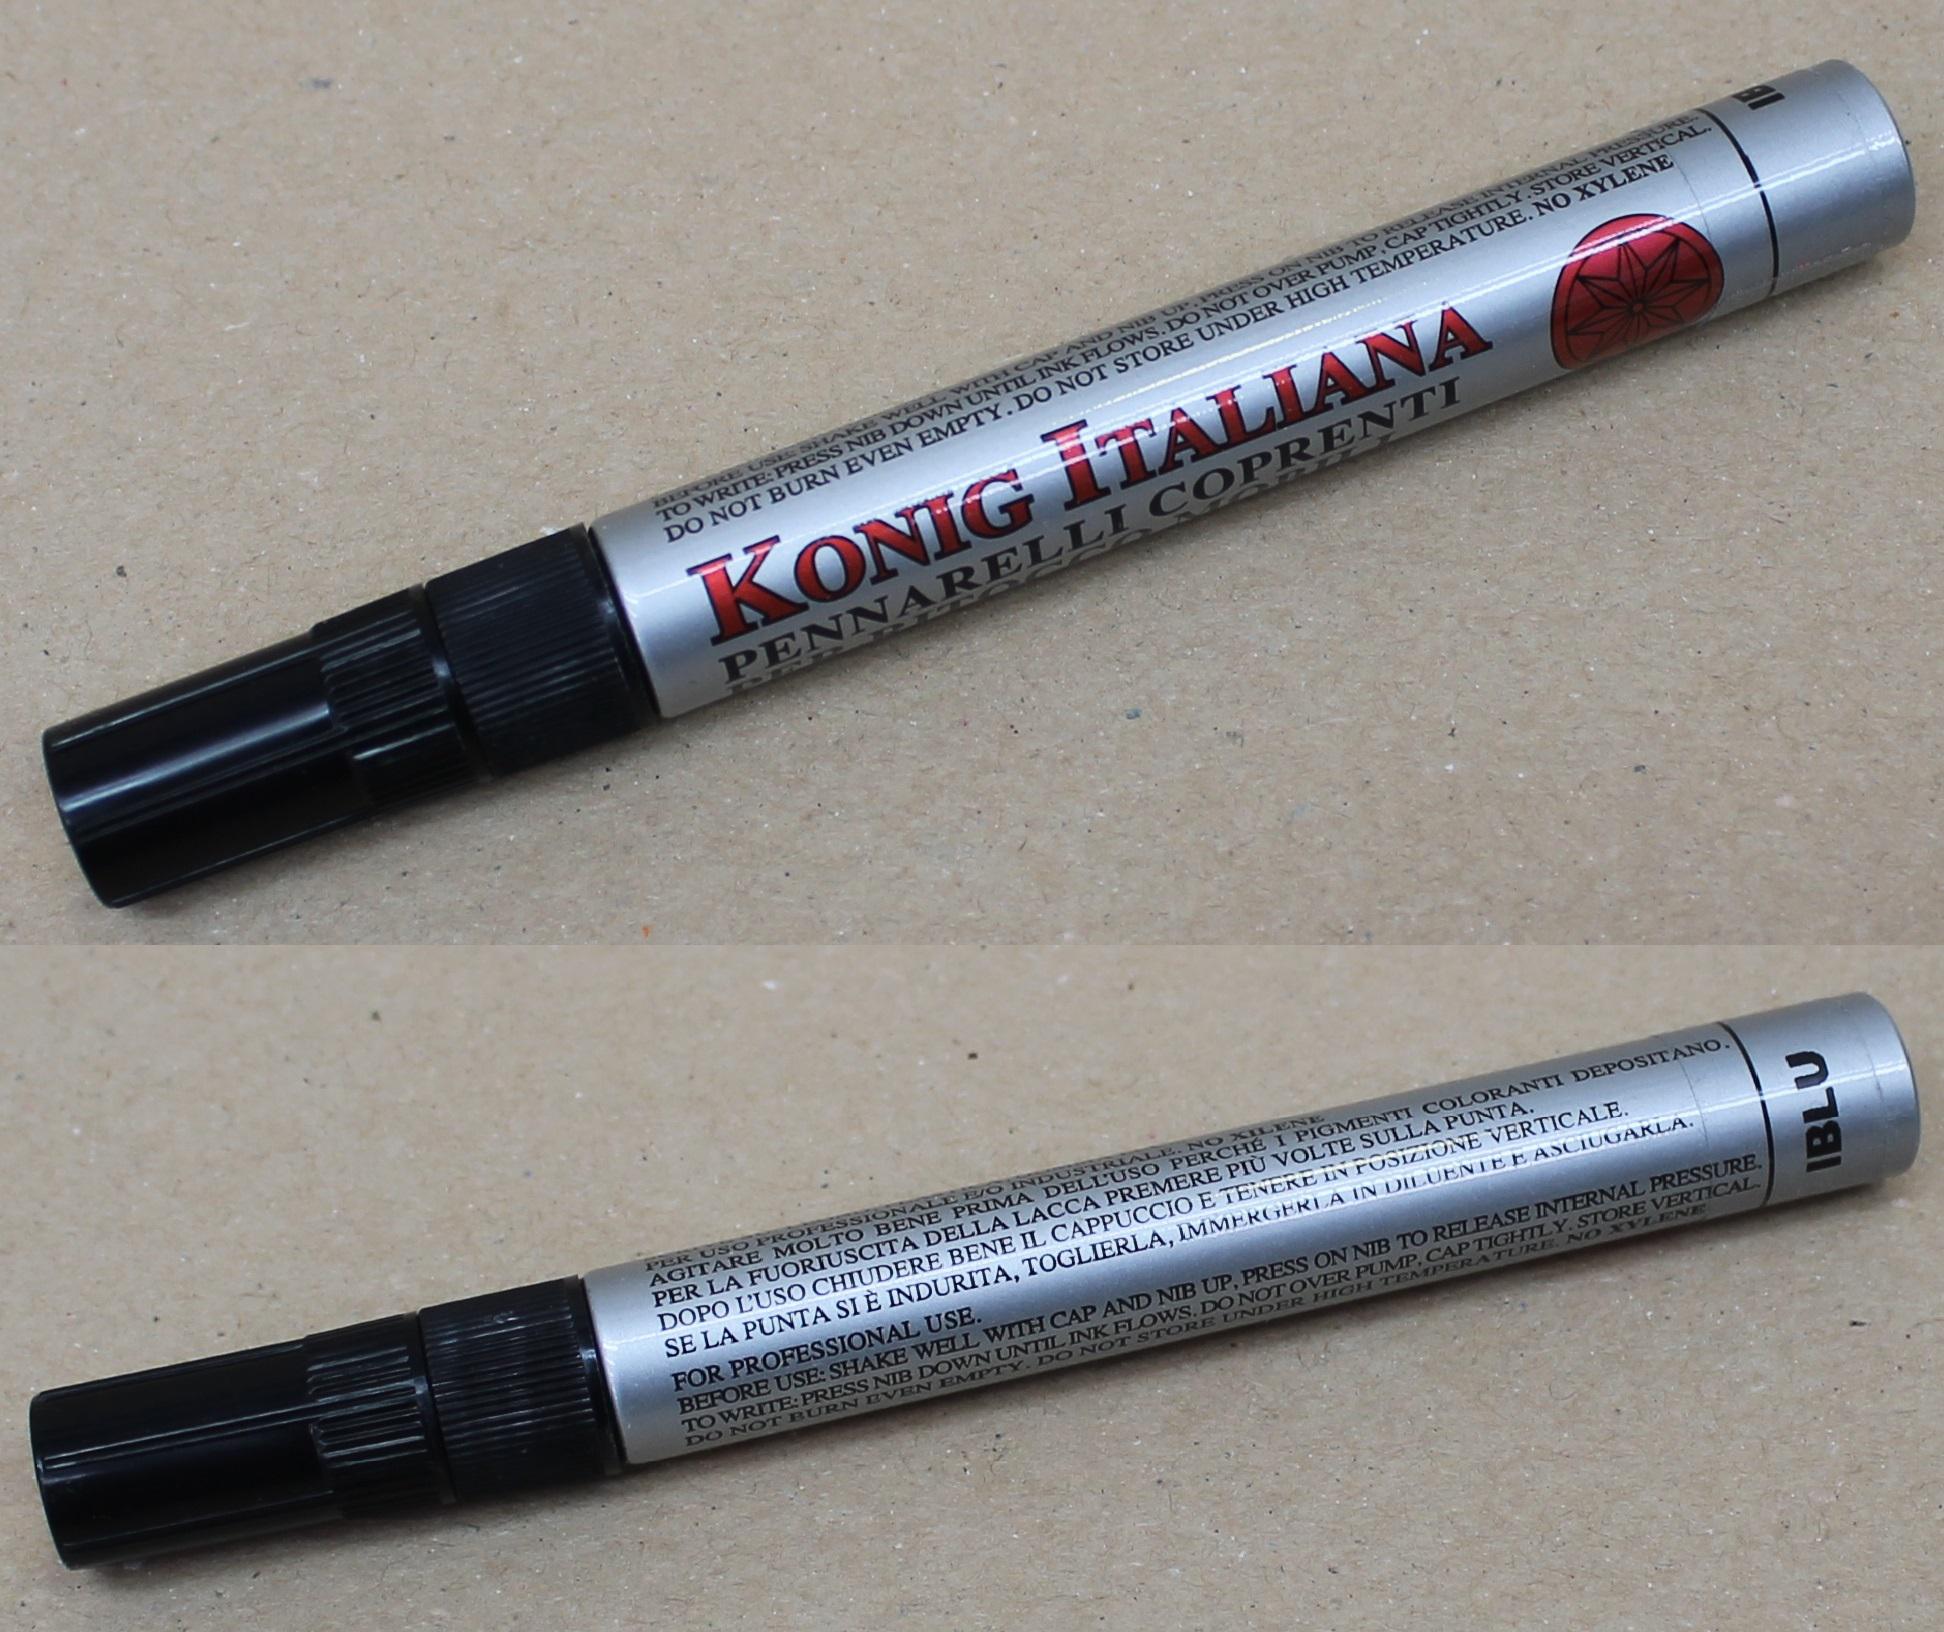 BEFORE USE: SHAKE WELL WITH CAP AND NIB UP, PRESS ON NIB TO RELEASE INTERNAL PRESSURE.
TO WRITE: PRESS NIB DOWN UNTIL INK FLOWS. DO NOT OVER PUMP, CAP TIGHTLY. STORE VERTICAL.
DO NOT BURN EVEN EMPTY. DO NOT STORE UNDER HIGH TEMPERATURE. NO XYLENE
KONIG ITALIANA
PENNARELLI COPRENTI
PER RITOCCO
IB
PER USO PROFESSIONALE E/O INDUSTRIALE. NO XILENE
AGITARE MOLTO BENE PRIMA DELL'USO PERCHÉ I PIGMENTI COLORANTI DEPOSITANO.
PER LA FUORIUSCITA DELLA LACCA PREMERE PIÙ VOLTE SULLA PUNTA.
DOPO L'USO CHIUDERE BENE IL CAPPUCCIO E TENERE IN POSIZIONE VERTICALE.
SE LA PUNTA SI È INDURITA, TOGLIERLA, IMMERGERLA IN DILUENTE E ASCIUGARLA.
FOR PROFESSIONAL USE.
BEFORE USE: SHAKE WELL WITH CAP AND NIB UP, PRESS ON NIB TO RELEASE INTERNAL PRESSURE.
TO WRITE: PRESS NIB DOWN UNTIL INK FLOWS. DO NOT OVER PUMP, CAP TIGHTLY. STORE VERTICAL.
DO NOT BURN EVEN EMPTY. DO NOT STORE UNDER HIGH TEMPERATURE. NO XYLENE
IBLU